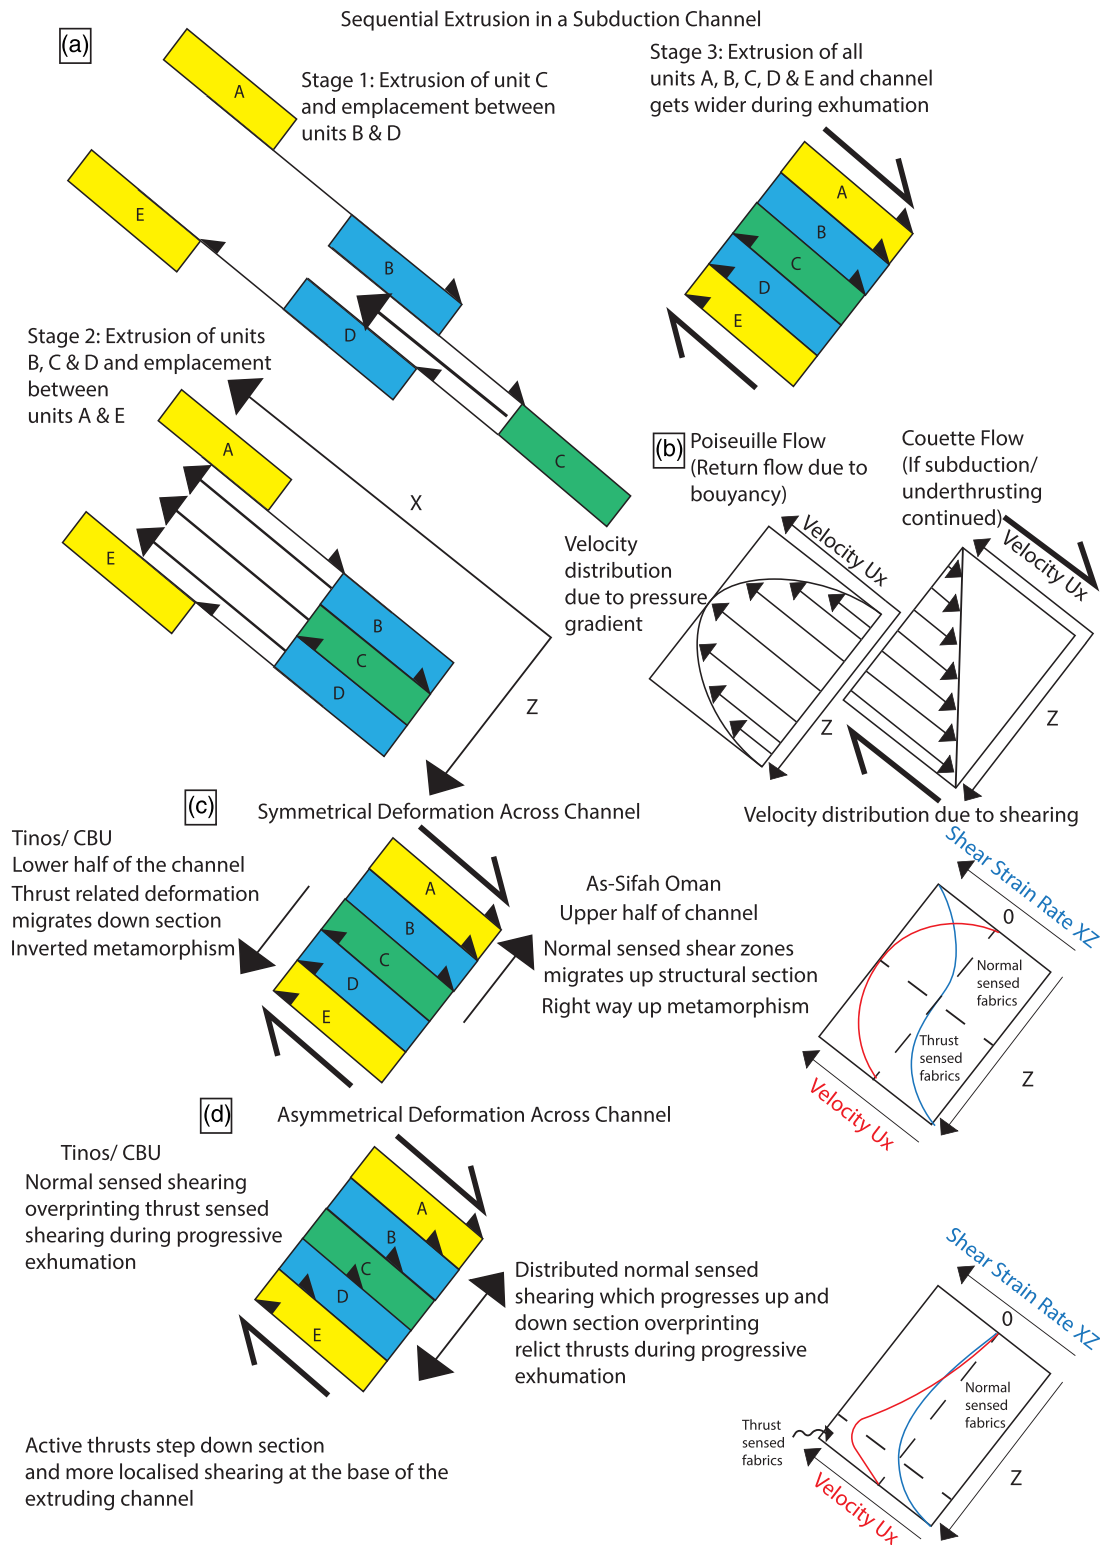 Sequential Extrusion in a Subduction Channel
(a)
Stage 1: Extrusion of unit C
and emplacement between
units B & D
Stage 3: Extrusion of all
units A, B, C, D & E and channel
gets wider during exhumation
A
E
B
D
C
A
B
C
D
E
Stage 2: Extrusion of units
B, C & D and emplacement
between
units A & E
A
E
B
C
D
X
Z
(b)
Poiseuille Flow
(Return flow due to
bouyancy)
Couette Flow
(If subduction/
underthrusting
continued)
Velocity
distribution
due to pressure
gradient
Velocity Ux
Z
Velocity Ux
Z
Velocity distribution due to shearing
(c)
Symmetrical Deformation Across Channel
Tinos/ CBU
Lower half of the channel
Thrust related deformation
migrates down section
Inverted metamorphism
A
B
C
D
E
As-Sifah Oman
Upper half of channel
Normal sensed shear zones
migrates up structural section
Right way up metamorphism
Shear Strain Rate XZ
0
Normal
sensed
fabrics
Thrust
sensed
fabrics
Z
Velocity Ux
(d)
Asymmetrical Deformation Across Channel
Tinos/ CBU
Normal sensed shearing
overprinting thrust sensed
shearing during progressive
exhumation
A
B
C
D
E
Distributed normal sensed
shearing which progresses up and
down section overprinting
relict thrusts during progressive
exhumation
Active thrusts step down section
and more localised shearing at the base of the
extruding channel
Shear Strain Rate XZ
0
Normal
sensed
fabrics
Thrust
sensed
fabrics
Z
Velocity Ux